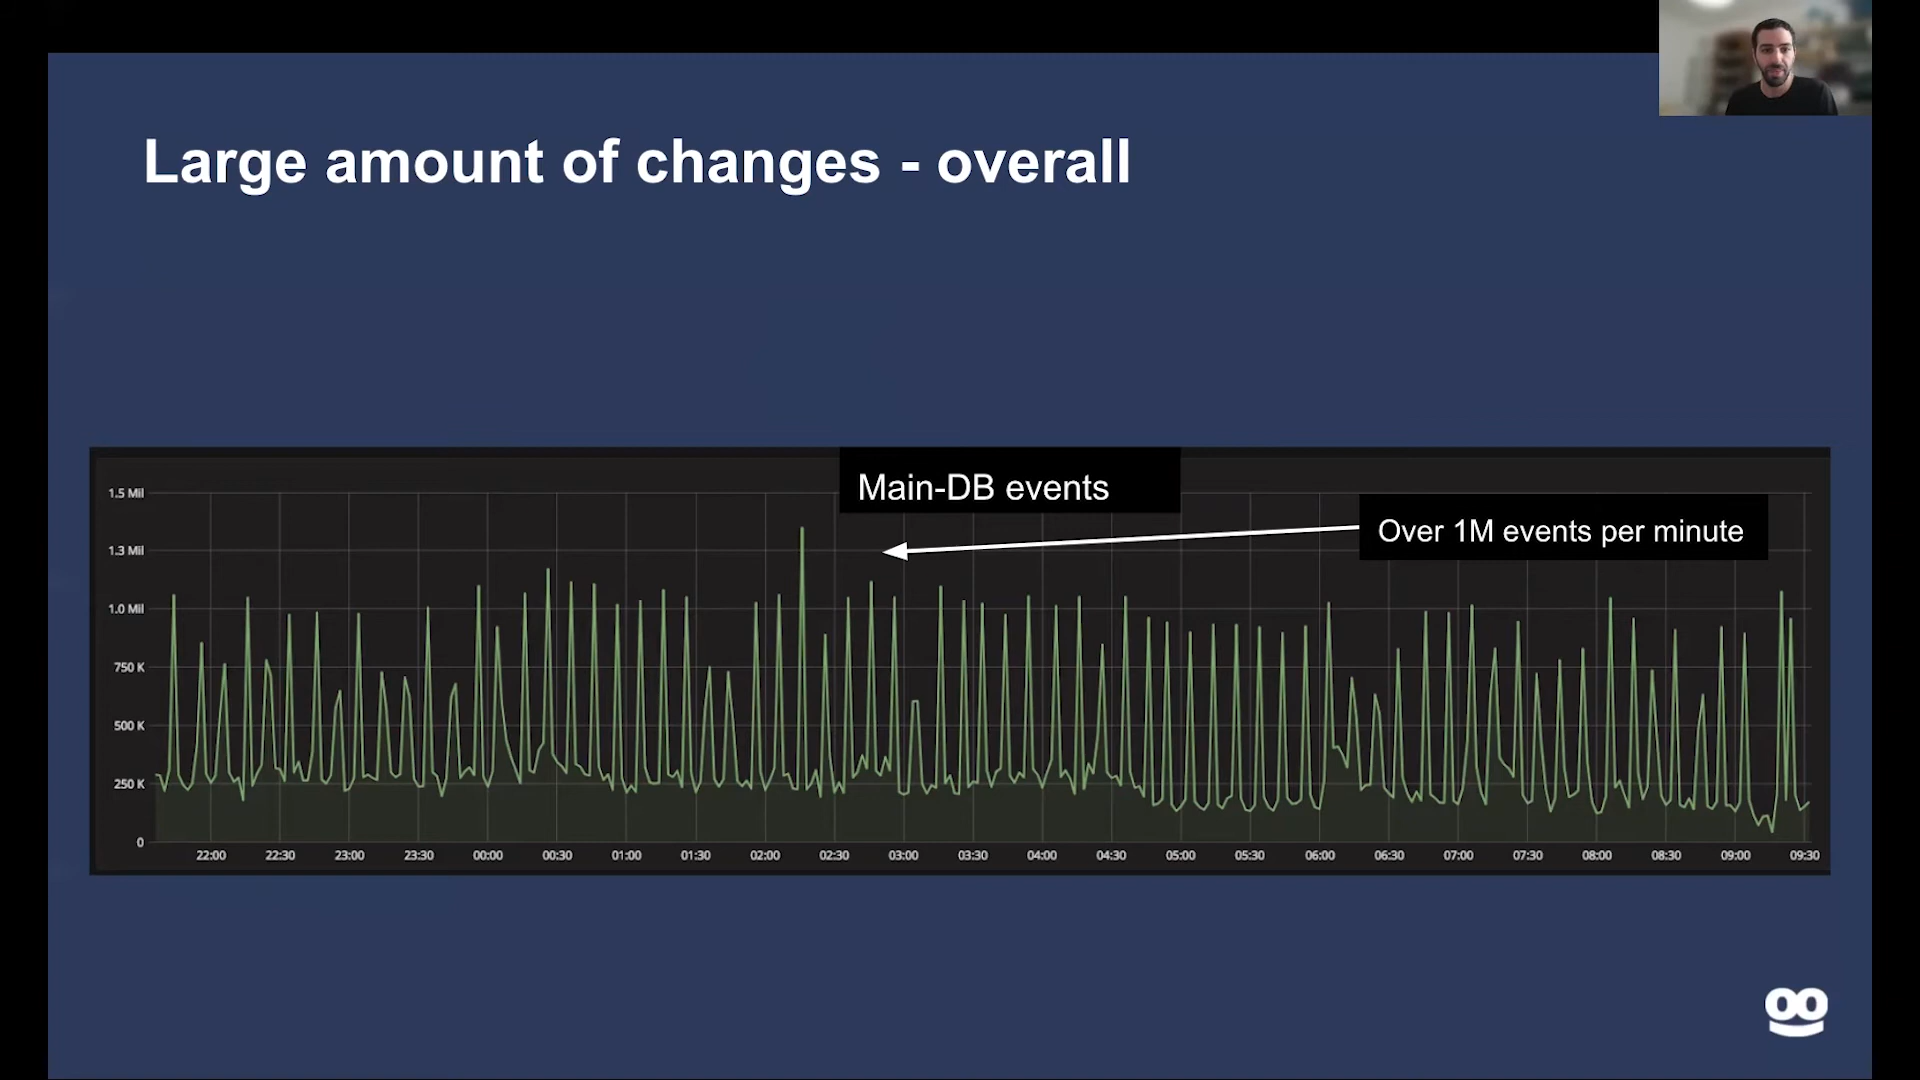 Large amount of changes - overall
Main-DB events
Over 1M events per minute
1.5 Mil
1.3 Mil
1.0 Mil
750 K
500 K
250 K
0
22:00 22:30 23:00 23:30 00:00 00:30 01:00 01:30 02:00 02:30 03:00 03:30 04:00 04:30 05:00 05:30 06:00 06:30 07:00 07:30 08:00 08:30 09:00 09:30